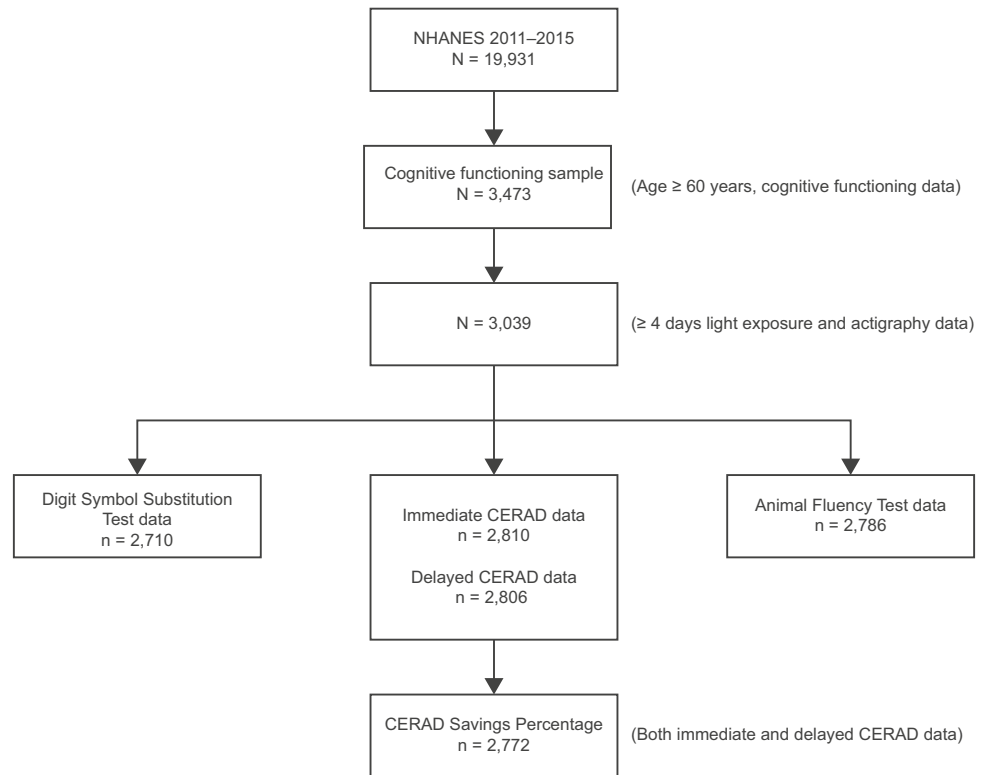 NHANES 2011–2015
N = 19,931
Cognitive functioning sample
N = 3,473
(Age ≥ 60 years, cognitive functioning data)
N = 3,039
(≥ 4 days light exposure and actigraphy data)
Digit Symbol Substitution
Test data
n = 2,710
Immediate CERAD data
n = 2,810
Delayed CERAD data
n = 2,806
Animal Fluency Test data
n = 2,786
CERAD Savings Percentage
n = 2,772
(Both immediate and delayed CERAD data)